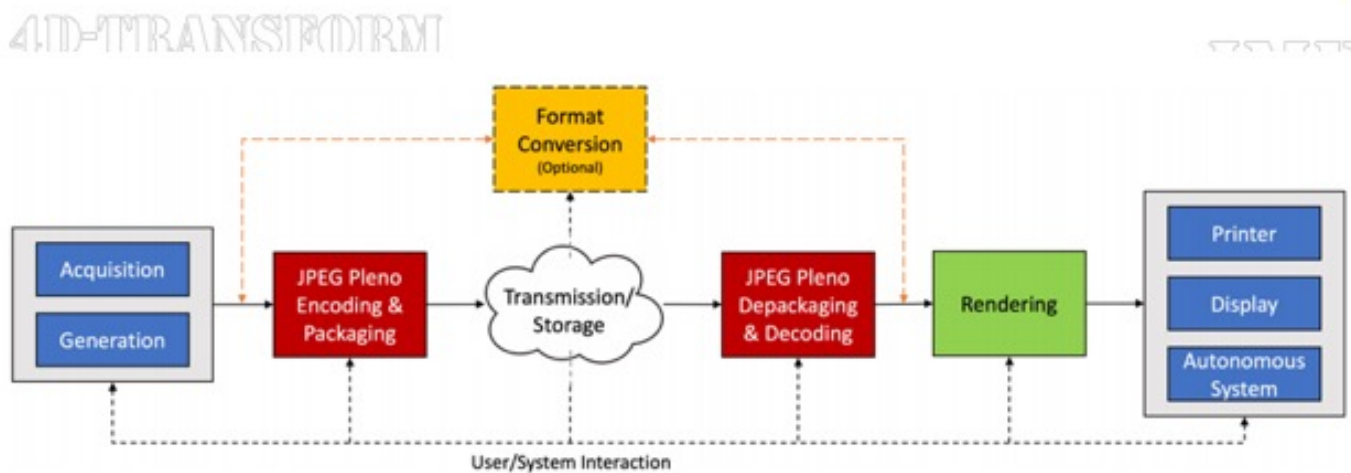 4D-TRANSFORM
Format
Conversion
(Optional)
Acquisition
Generation
JPEG Pleno
Encoding &
Packaging
Transmission/
Storage
JPEG Pleno
Depackaging
& Decoding
Rendering
Printer
Display
Autonomous
System
User/System Interaction